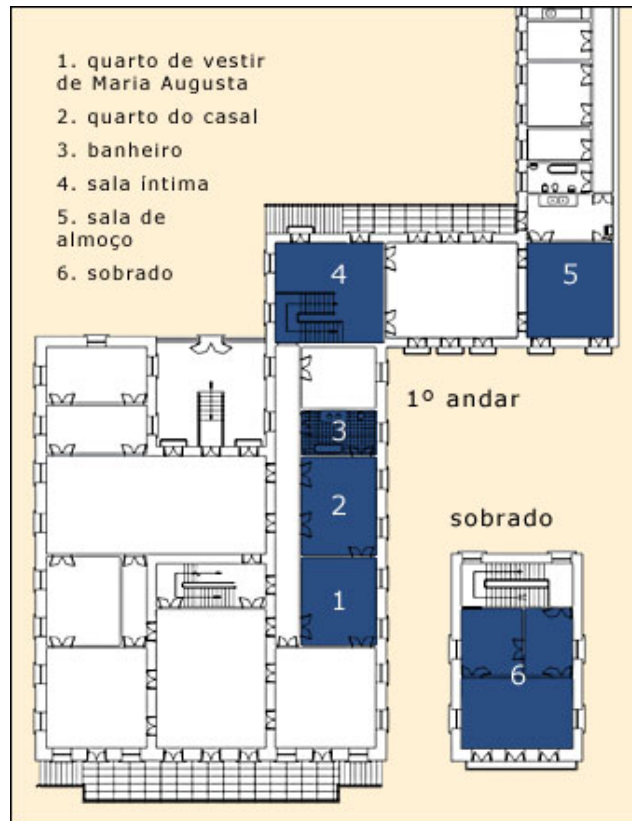 1. quarto de vestir
de Maria Augusta
2. quarto do casal
3. banheiro
4. sala íntima
5. sala de
almoço
6. sobrado
4
5
1º andar
3
2
sobrado
1
6